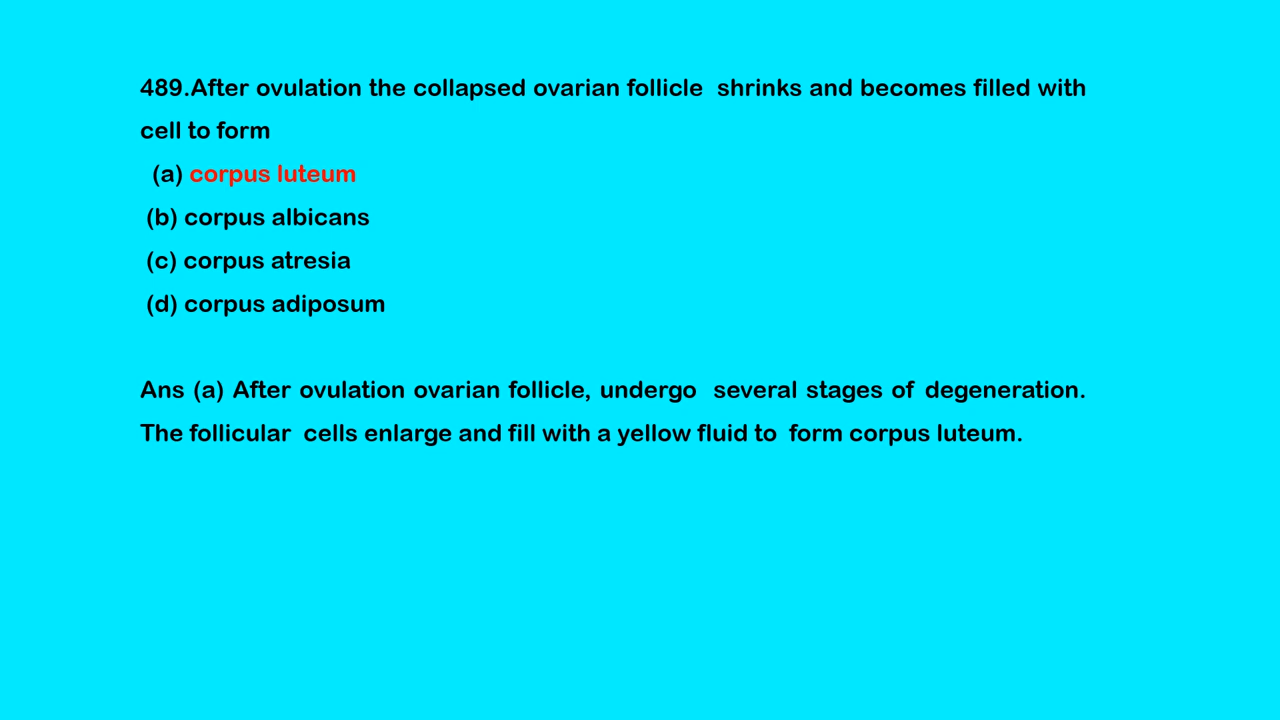 489.After ovulation the collapsed ovarian follicle  shrinks and becomes filled with
cell to form
(a) corpus luteum
(b) corpus albicans
(c) corpus atresia
(d) corpus adiposum
Ans (a) After ovulation ovarian follicle, undergo  several stages of degeneration.
The follicular  cells enlarge and fill with a yellow fluid to  form corpus luteum.